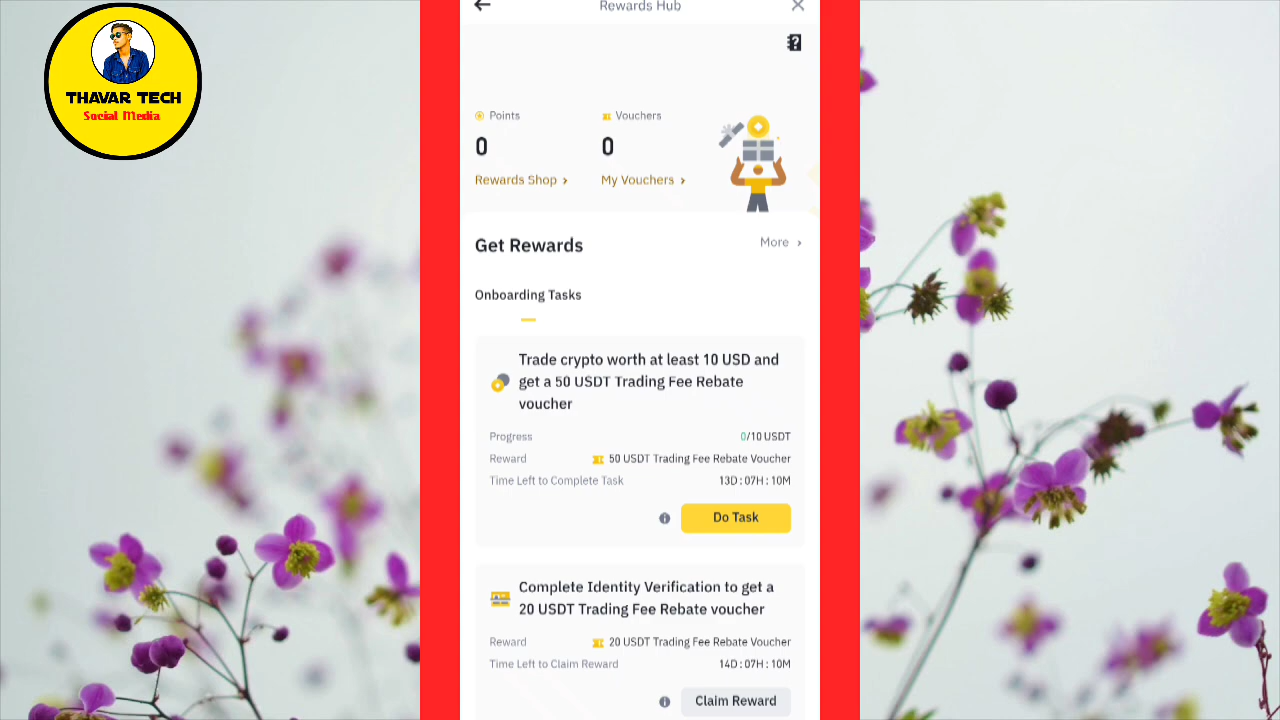 THAVAR TECH
Social Media
Rewards Hub
Points
Vouchers
0
0
Rewards Shop
My Vouchers
Get Rewards
More
Onboarding Tasks
Trade crypto worth at least 10 USD and
get a 50 USDT Trading Fee Rebate
voucher
Progress 0/10 USDT
Reward 50 USDT Trading Fee Rebate Voucher
Time Left to Complete Task 13D : 07H : 10M
Do Task
Complete Identity Verification to get a
20 USDT Trading Fee Rebate voucher
Reward 20 USDT Trading Fee Rebate Voucher
Time Left to Claim Reward 14D : 07H : 10M
Claim Reward